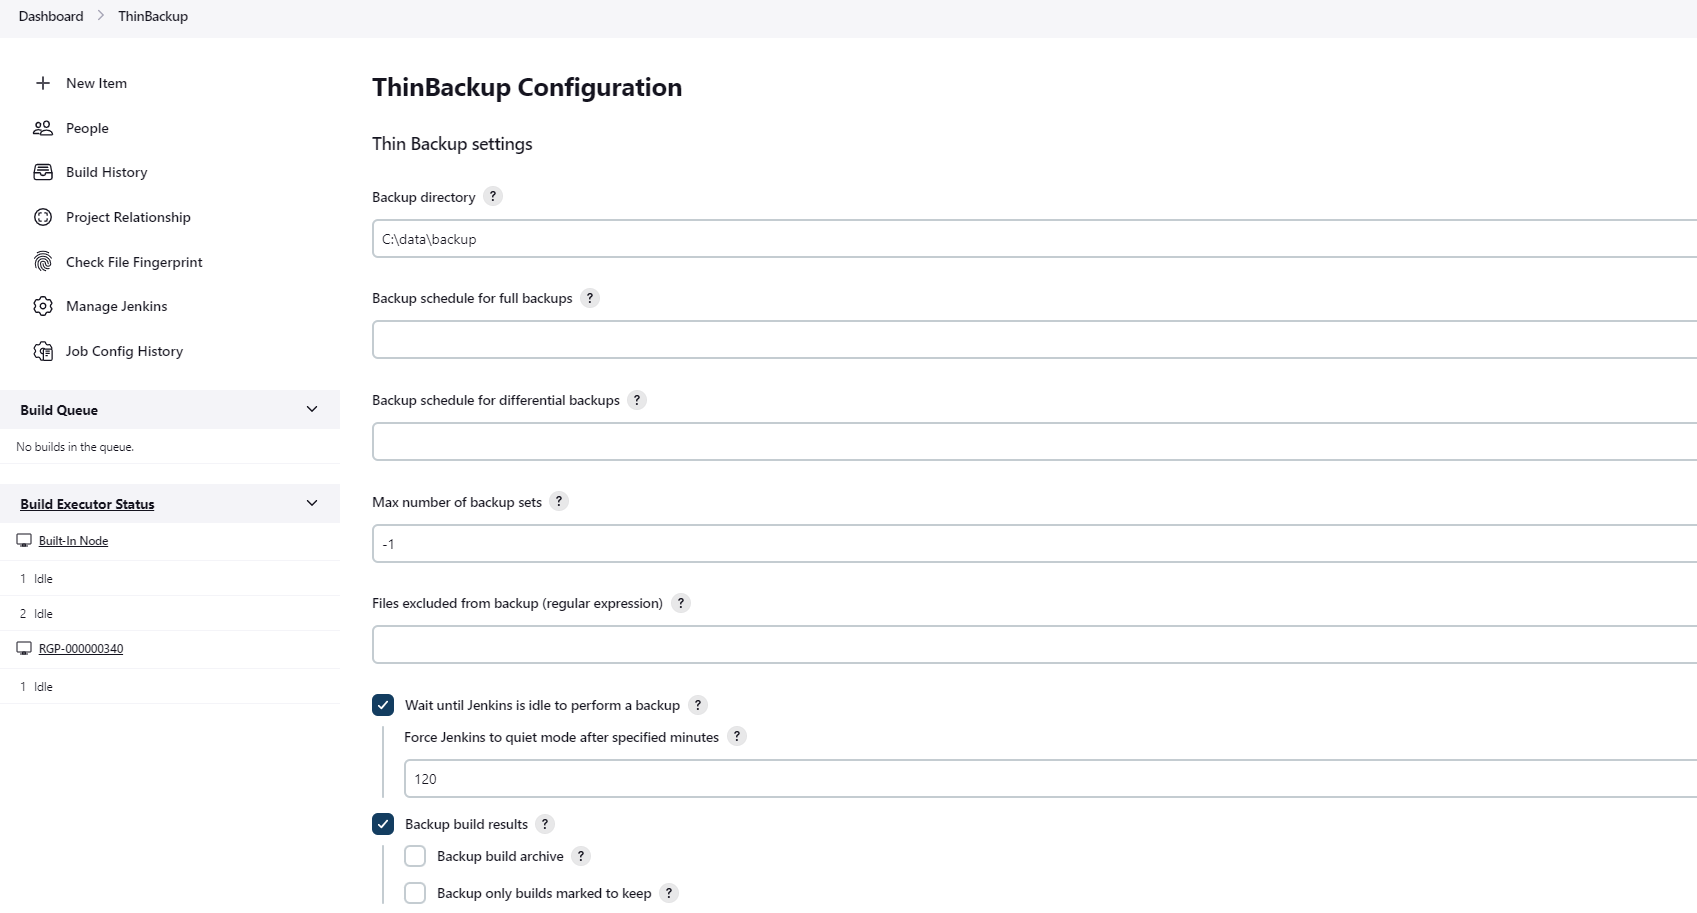 Dashboard > ThinBackup
New Item
People
Build History
Project Relationship
Check File Fingerprint
Manage Jenkins
Job Config History
Build Queue
No builds in the queue.
Build Executor Status
Built-In Node
1 Idle
2 Idle
RGP-000000340
1 Idle
ThinBackup Configuration
Thin Backup settings
Backup directory ?
C:\data\backup
Backup schedule for full backups ?
Backup schedule for differential backups ?
Max number of backup sets ?
-1
Files excluded from backup (regular expression) ?
Wait until Jenkins is idle to perform a backup ?
Force Jenkins to quiet mode after specified minutes ?
120
Backup build results ?
Backup build archive ?
Backup only builds marked to keep ?